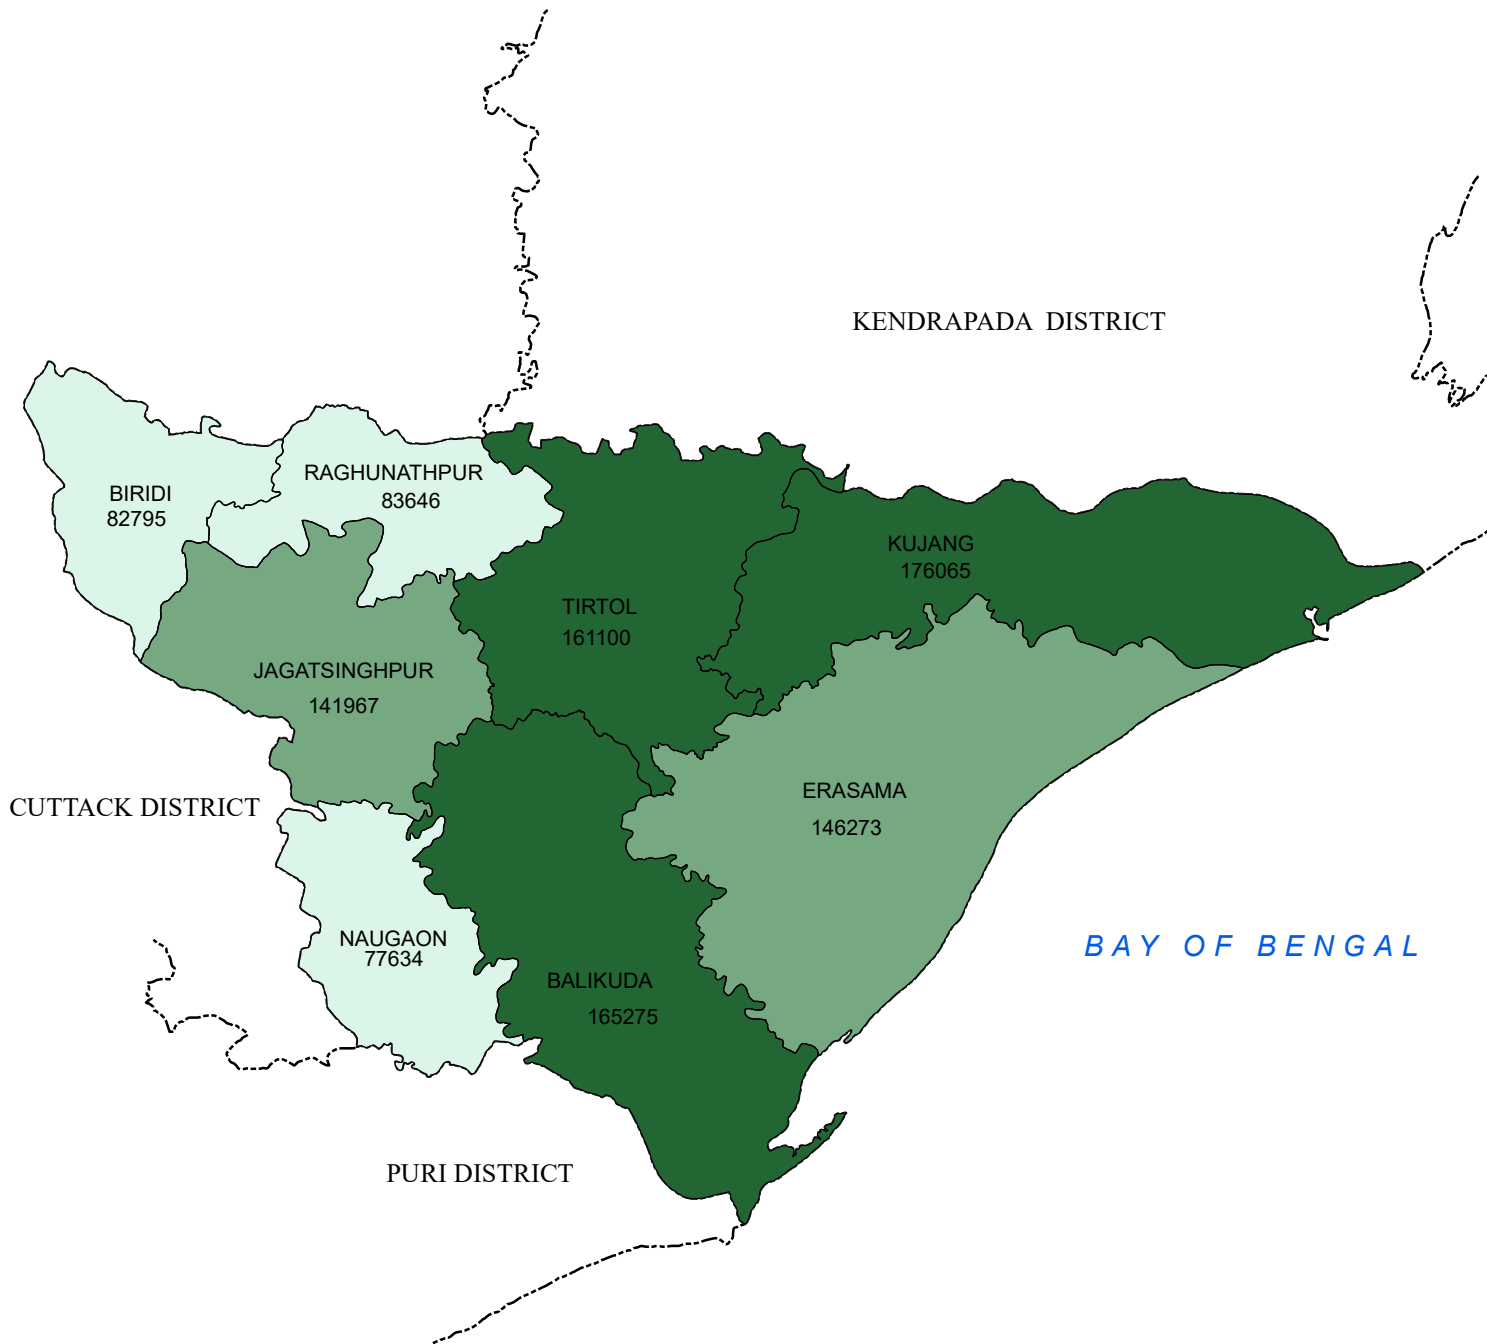 KENDRAPADA DISTRICT
RAGHUNATHPUR
83646
BIRIDI
82795
KUJANG
176065
TIRTOL
161100
JAGATSINGHPUR
141967
ERASAMA
146273
CUTTACK DISTRICT
NAUGAON
77634
BAY OF BENGAL
BALIKUDA
165275
PURI DISTRICT